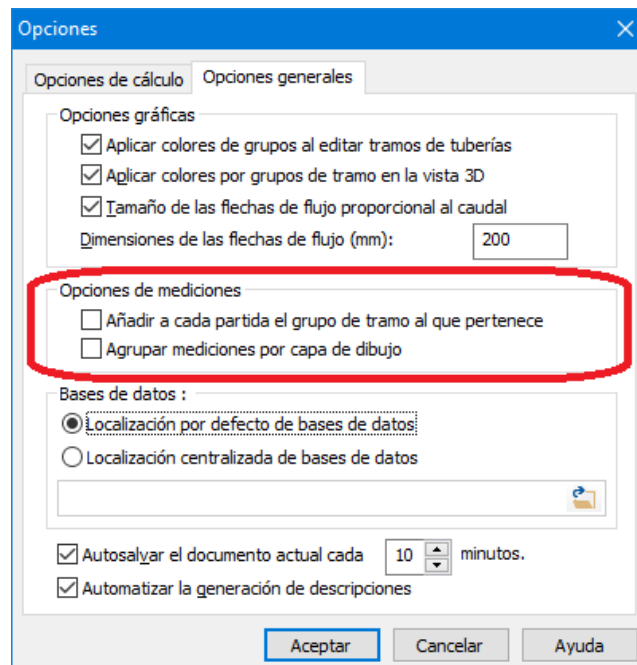 Opciones
Opciones de cálculo Opciones generales
Opciones gráficas
Aplicar colores de grupos al editar tramos de tuberías
Aplicar colores por grupos de tramo en la vista 3D
Tamaño de las flechas de flujo proporcional al caudal
Dimensiones de las flechas de flujo (mm): 200
Opciones de mediciones
Añadir a cada partida el grupo de tramo al que pertenece
Agrupar mediciones por capa de dibujo
Bases de datos :
Localización por defecto de bases de datos
Localización centralizada de bases de datos
Autosalvar el documento actual cada 10 minutos.
Automatizar la generación de descripciones
Aceptar Cancelar Ayuda